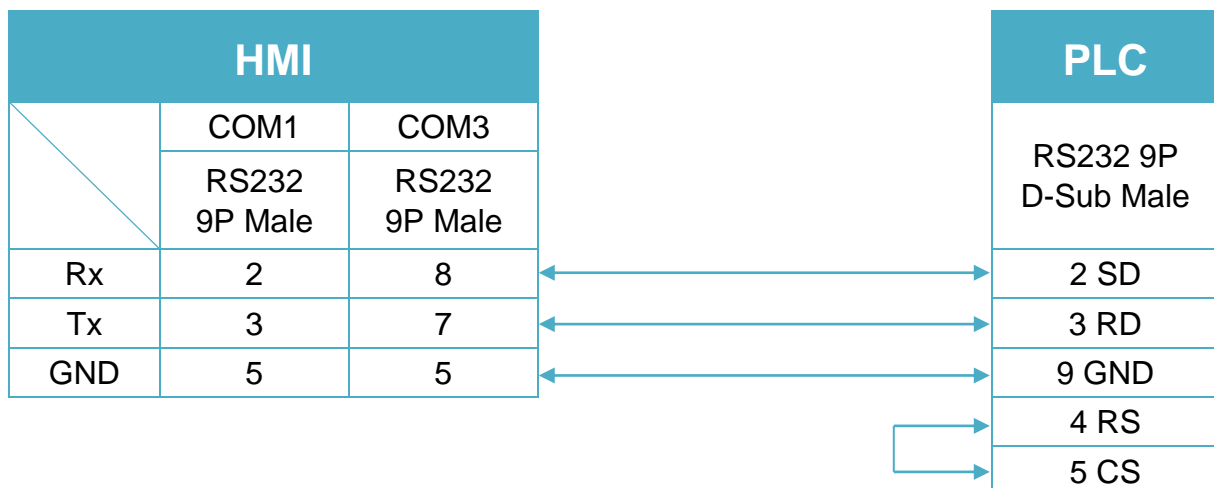 HMI
PLC
COM1 COM3
RS232
9P Male
RS232
9P Male
RS232 9P
D-Sub Male
Rx 2 8 2 SD
Tx 3 7 3 RD
GND 5 5 9 GND
4 RS
5 CS